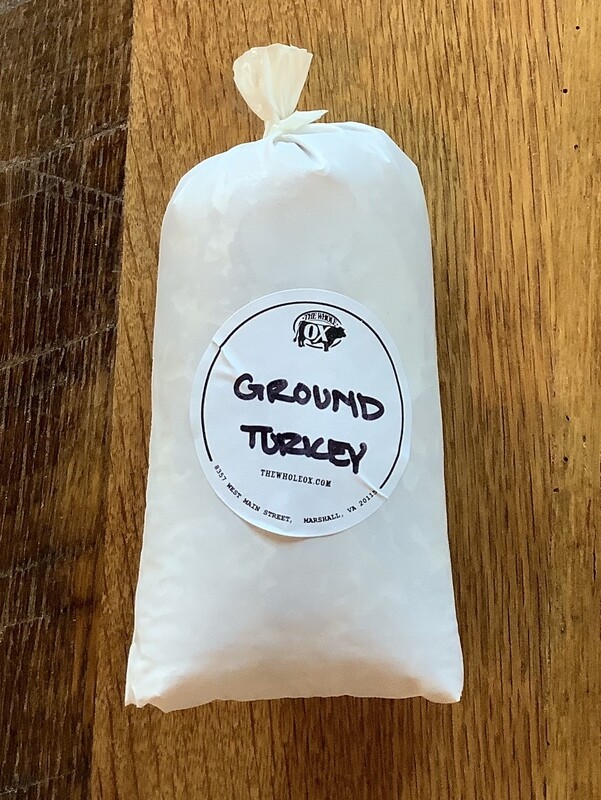 THE WHOLE
OX
GROUND
TURKEY
THEWHOLEOX.COM
8357 WEST MAIN STREET, MARSHALL, VA 20115